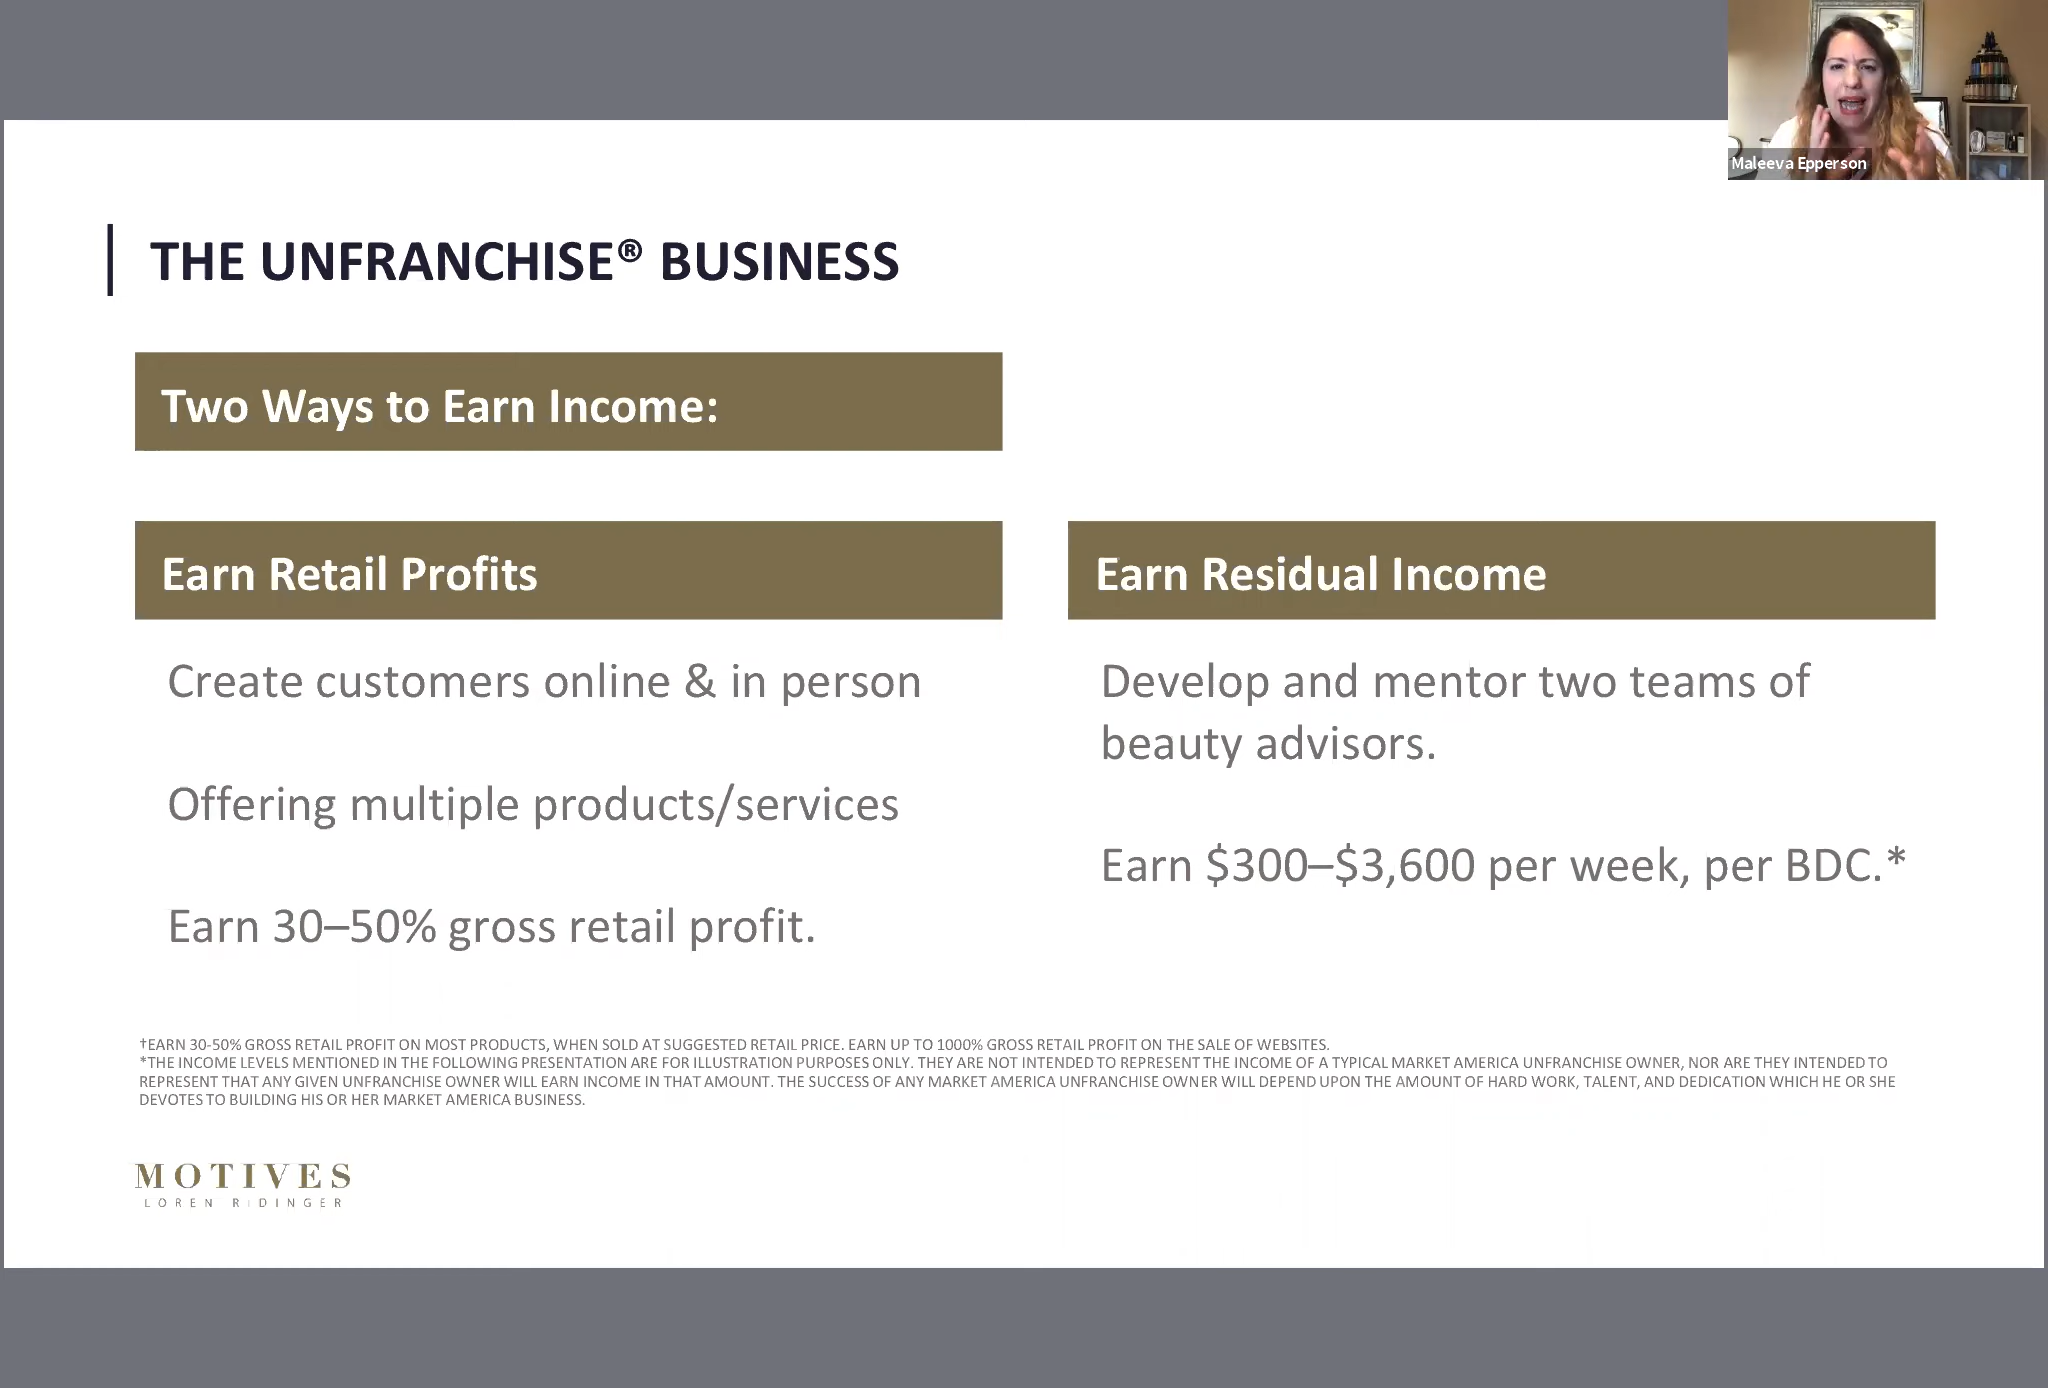 Maleeva Epperson
THE UNFRANCHISE® BUSINESS
Two Ways to Earn Income:
Earn Retail Profits
Create customers online & in person
Offering multiple products/services
Earn 30–50% gross retail profit.
Earn Residual Income
Develop and mentor two teams of
beauty advisors.
Earn $300–$3,600 per week, per BDC.*
†EARN 30-50% GROSS RETAIL PROFIT ON MOST PRODUCTS, WHEN SOLD AT SUGGESTED RETAIL PRICE. EARN UP TO 1000% GROSS RETAIL PROFIT ON THE SALE OF WEBSITES.
*THE INCOME LEVELS MENTIONED IN THE FOLLOWING PRESENTATION ARE FOR ILLUSTRATION PURPOSES ONLY. THEY ARE NOT INTENDED TO REPRESENT THE INCOME OF A TYPICAL MARKET AMERICA UNFRANCHISE OWNER, NOR ARE THEY INTENDED TO
REPRESENT THAT ANY GIVEN UNFRANCHISE OWNER WILL EARN INCOME IN THAT AMOUNT. THE SUCCESS OF ANY MARKET AMERICA UNFRANCHISE OWNER WILL DEPEND UPON THE AMOUNT OF HARD WORK, TALENT, AND DEDICATION WHICH HE OR SHE
DEVOTES TO BUILDING HIS OR HER MARKET AMERICA BUSINESS.
MOTIVES
LOREN RIDINGER